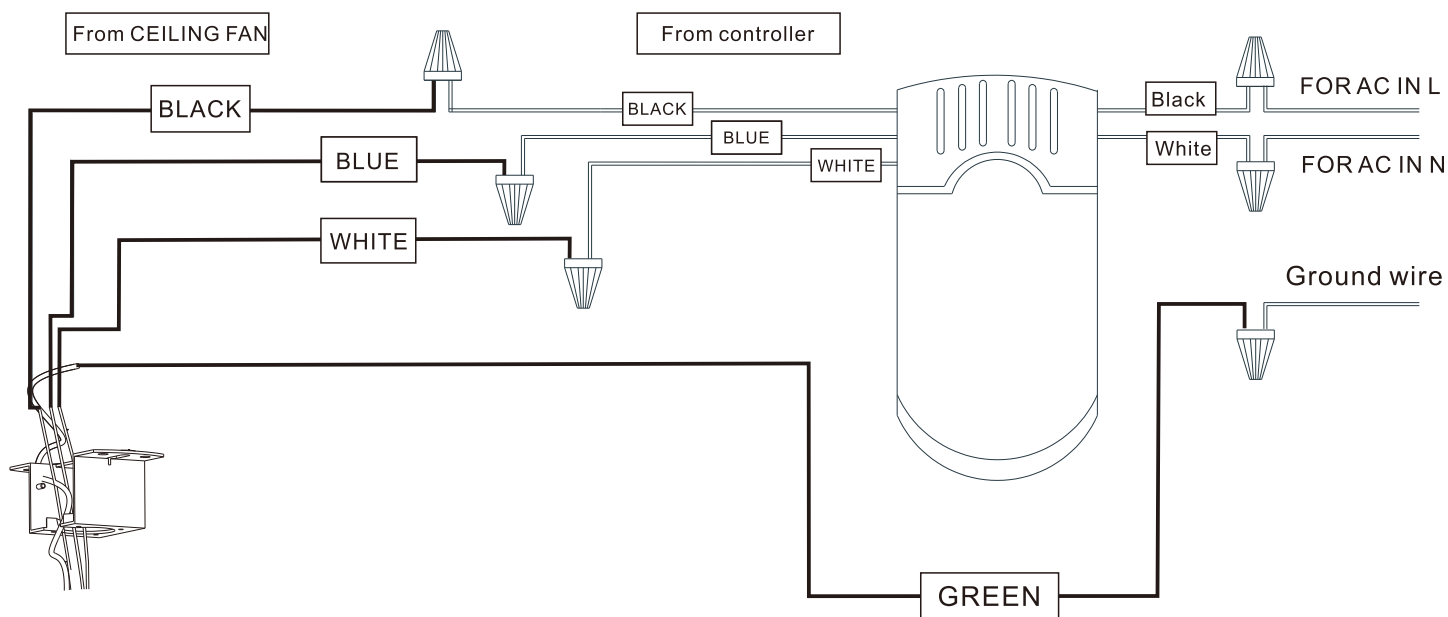 From CEILING FAN
From controller
BLACK
BLACK
Black
FOR AC IN L
BLUE
BLUE
White
FOR AC IN N
WHITE
WHITE
Ground wire
GREEN